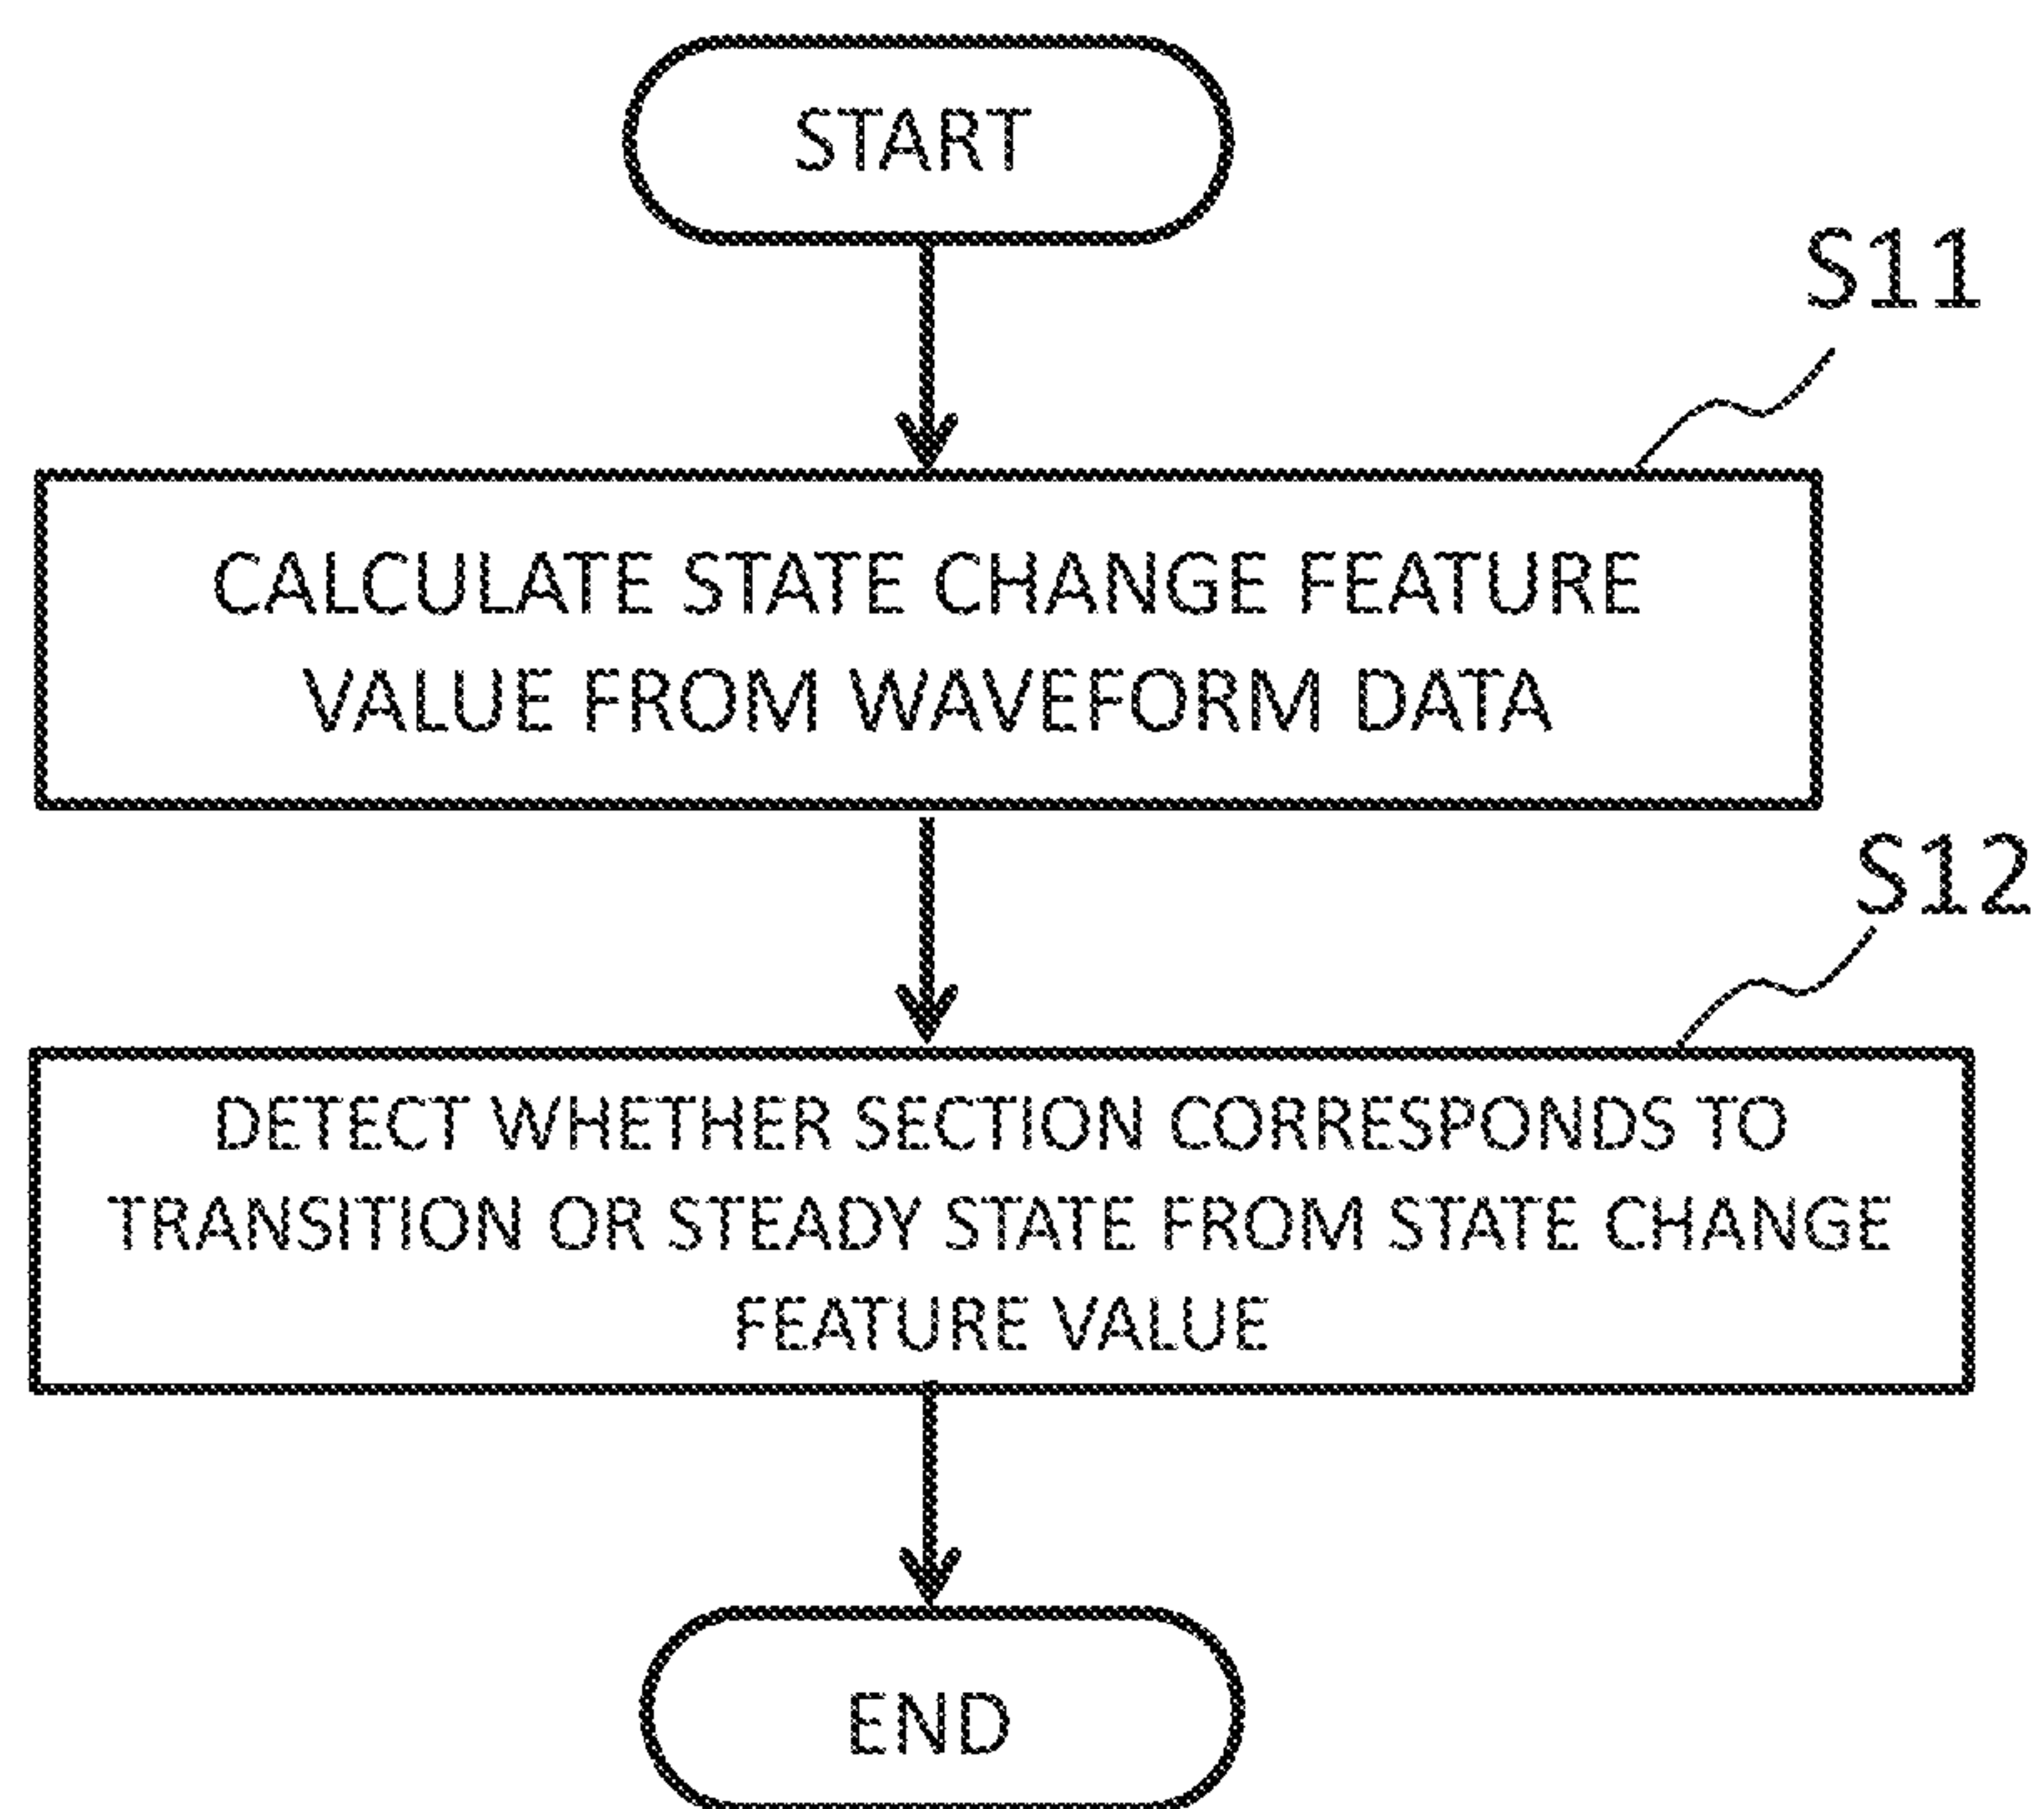 START
S11
CALCULATE STATE CHANGE FEATURE
VALUE FROM WAVEFORM DATA
S12
DETECT WHETHER SECTION CORRESPONDS TO
TRANSITION OR STEADY STATE FROM STATE CHANGE
FEATURE VALUE
END